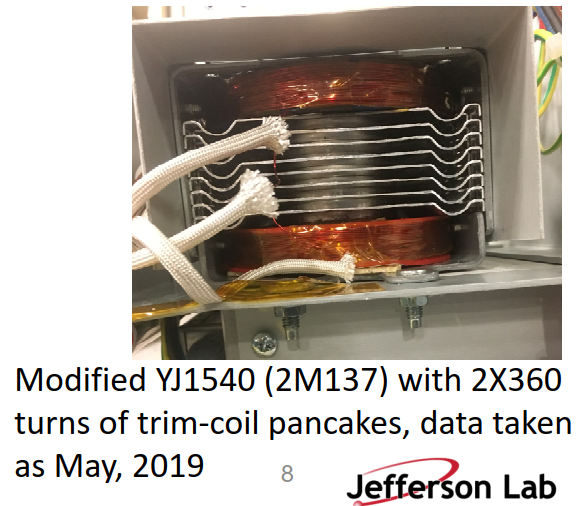 Modified YJ1540 (2M137) with 2X360
turns of trim-coil pancakes, data taken
as May, 2019
8
Jefferson Lab